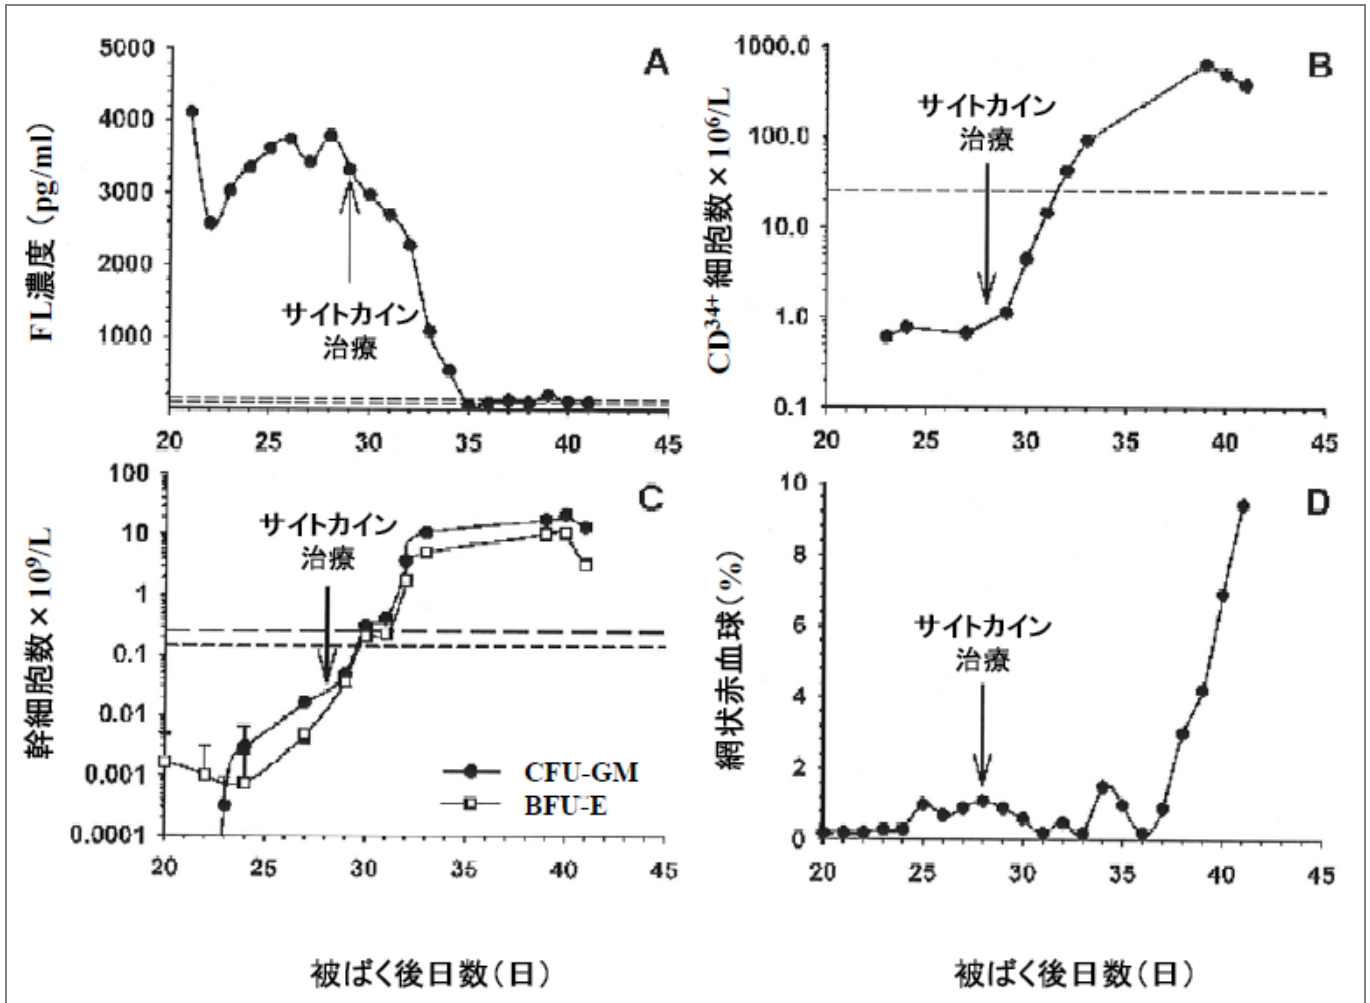 A
FL濃度（pg/ml）
5000
4000
3000
2000
1000
サイトカイン
治療
20 25 30 35 40 45
B
CD34+ 細胞数×10⁶/L
1000.0
100.0
10.0
1.0
0.1
サイトカイン
治療
20 25 30 35 40 45
C
幹細胞数×10⁹/L
100
10
1
0.1
0.01
0.001
0.0001
サイトカイン
治療
CFU-GM
BFU-E
20 25 30 35 40 45
被ばく後日数（日）
D
網状赤血球（%）
10
8
6
4
2
0
サイトカイン
治療
20 25 30 35 40 45
被ばく後日数（日）